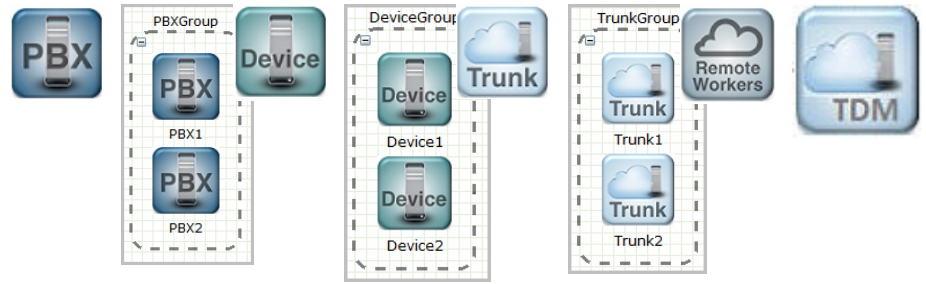 PBX
PBXGroup
PBX
PBX1
PBX
PBX2
Device
DeviceGroup
Device
Device1
Device
Device2
Trunk
TrunkGroup
Trunk
Trunk1
Trunk
Trunk2
Remote
Workers
TDM